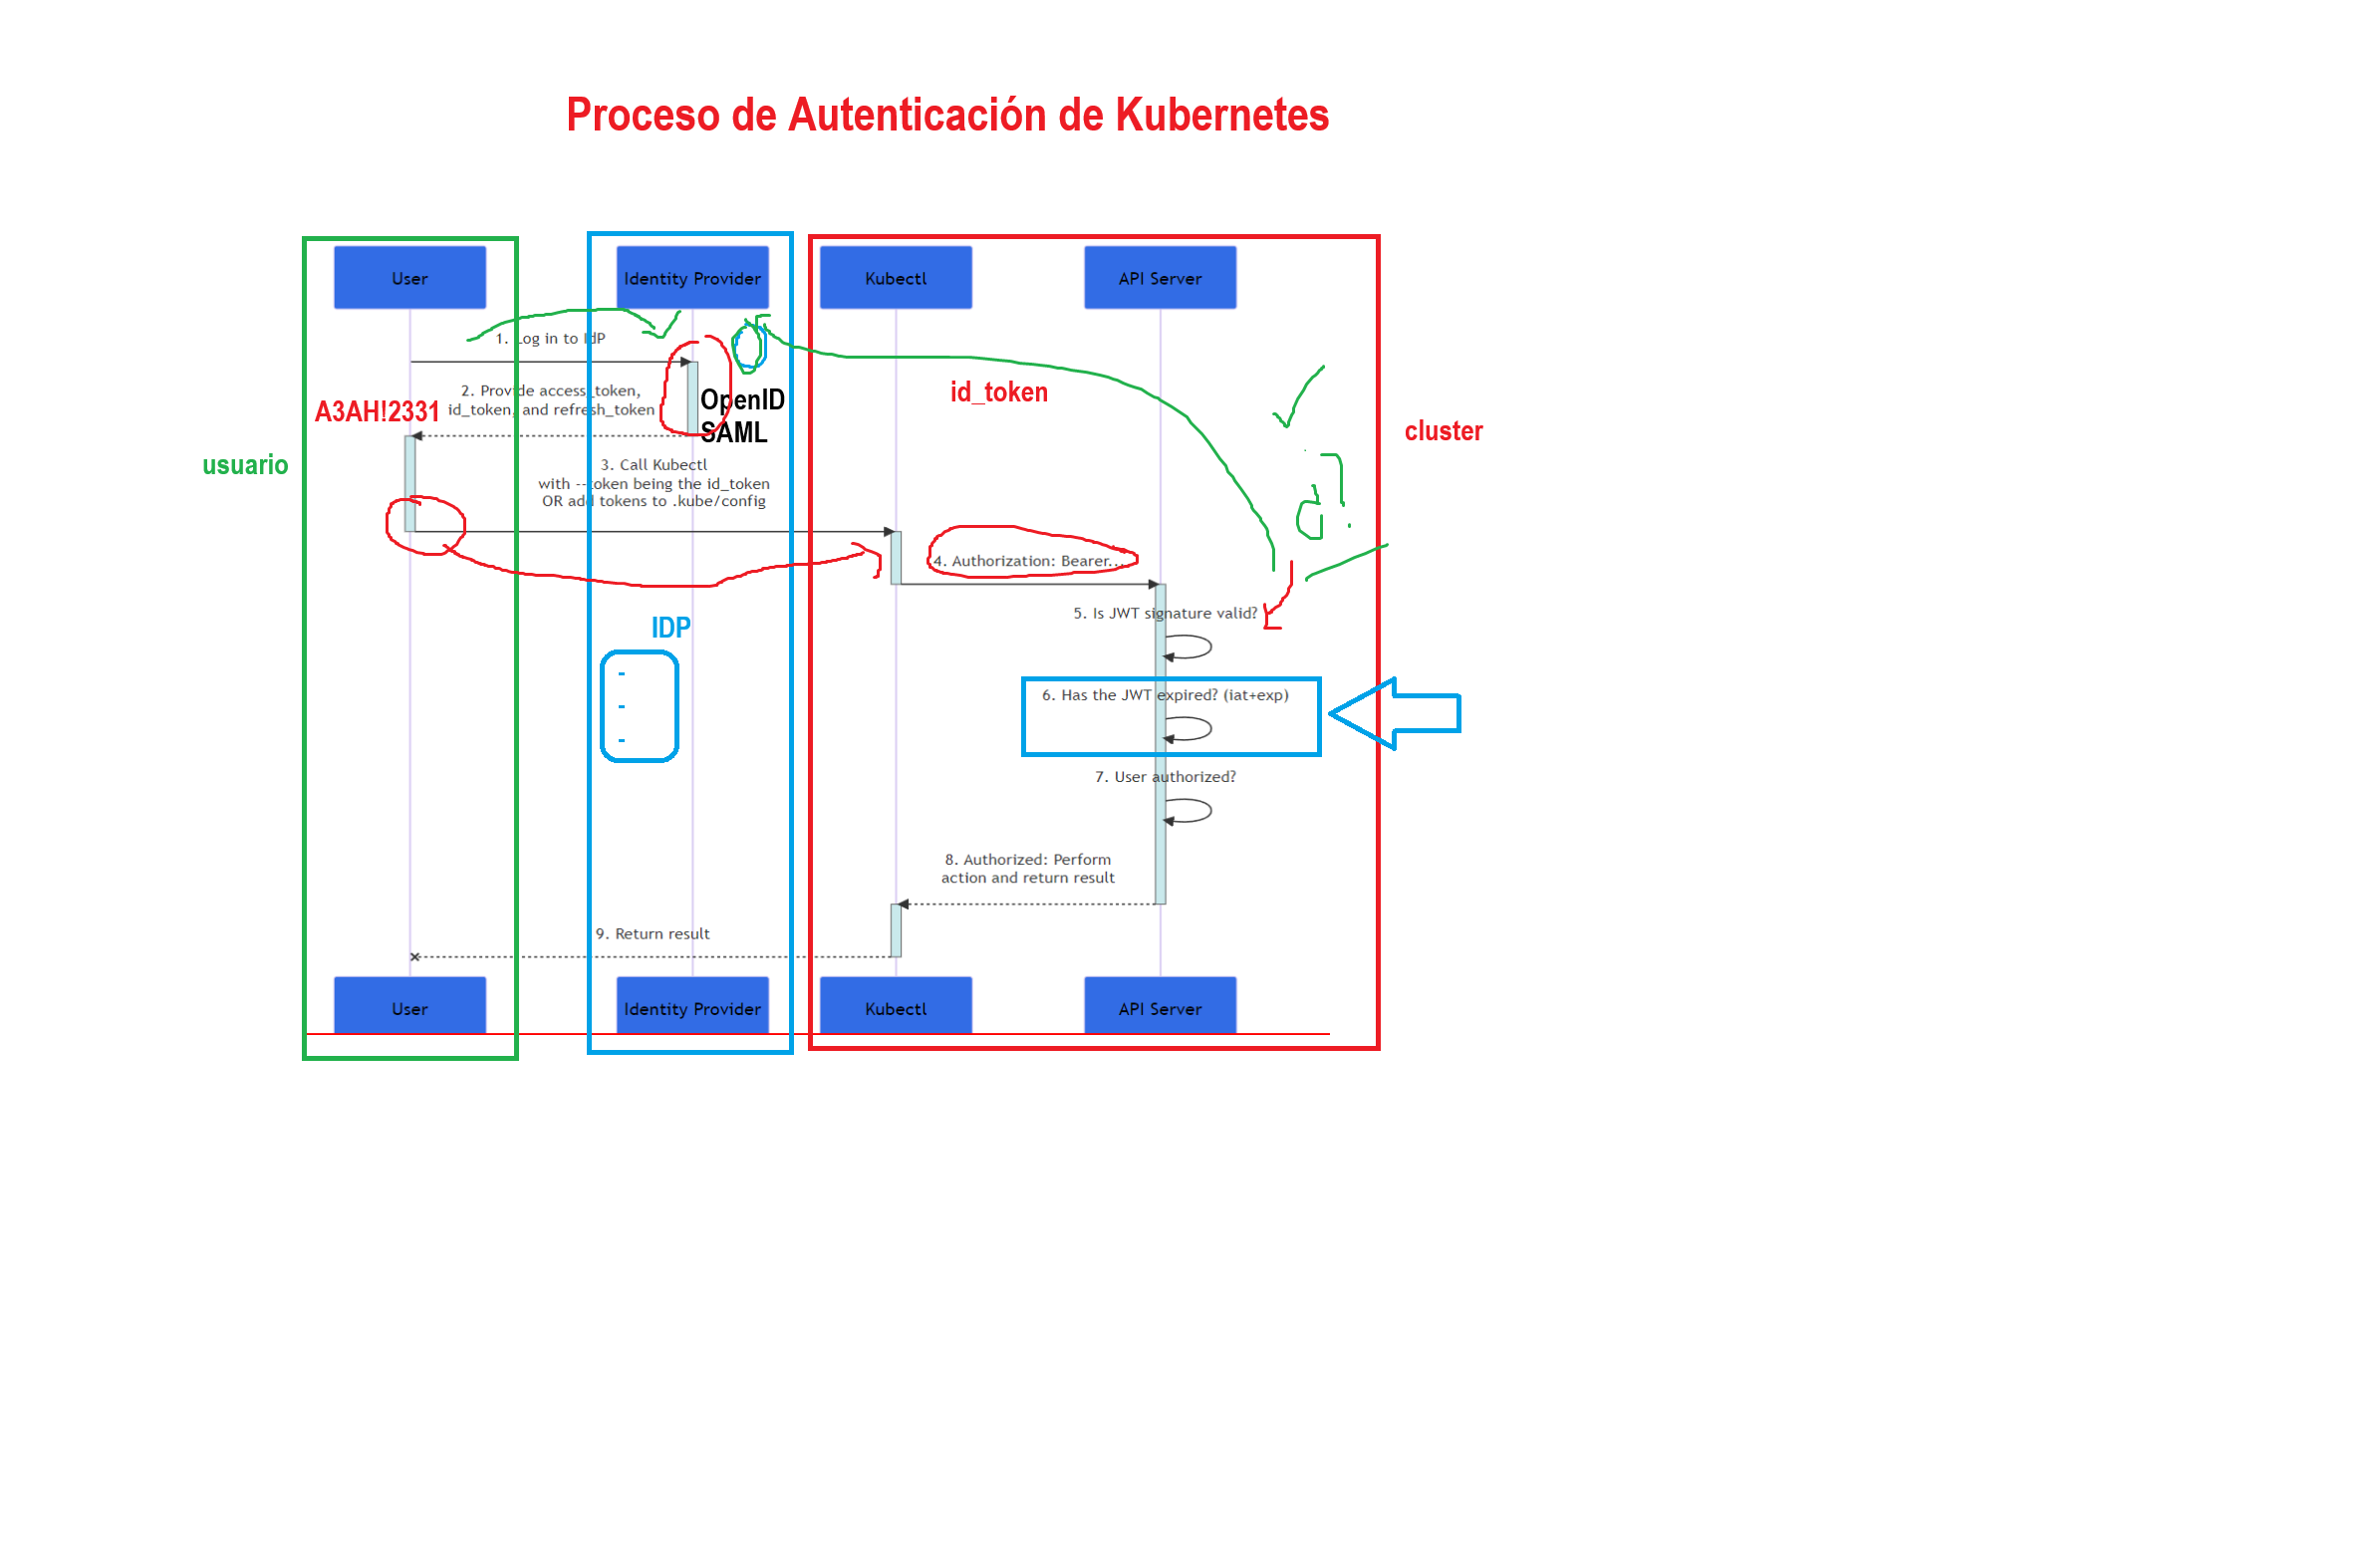 Proceso de Autenticación de Kubernetes
User
Identity Provider
Kubectl
API Server
1. Log in to IdP
2. Provide access_token,
id_token, and refresh_token
A3AH!2331
OpenID
SAML
id_token
cluster
usuario
3. Call Kubectl
with --token being the id_token
OR add tokens to .kube/config
4. Authorization: Bearer...
5. Is JWT signature valid?
IDP
-
-
-
6. Has the JWT expired? (iat+exp)
7. User authorized?
8. Authorized: Perform
action and return result
9. Return result
User
Identity Provider
Kubectl
API Server